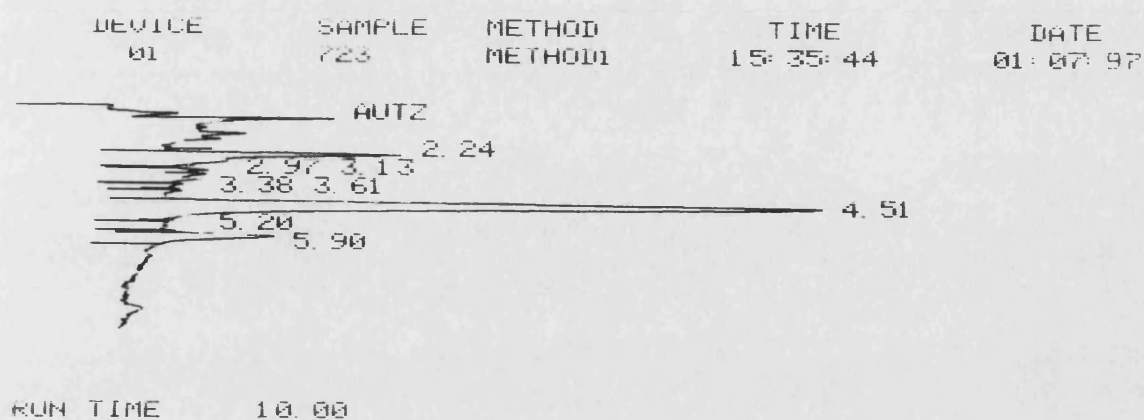 DEVICE SAMPLE METHOD TIME DATE
01 723 METHOD1 15:35:44 01:07:97
AUTZ
2.24
2.97 3.13
3.38 3.61
4.51
5.20
5.90
RUN TIME 10.00